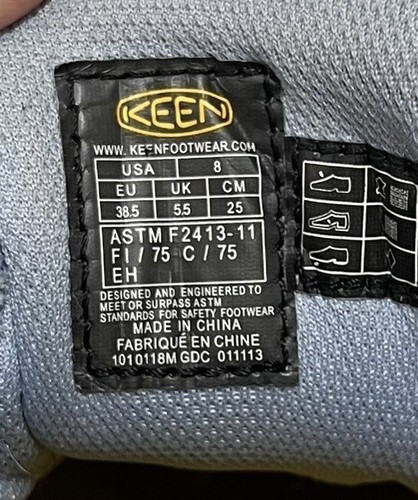 KEEN
WWW.KEENFOOTWEAR.COM
USA 8
EU UK CM
38.5 5.5 25
ASTM F2413-11
FI / 75 C / 75
EH
DESIGNED AND ENGINEERED TO
MEET OR SURPASS ASTM
STANDARDS FOR SAFETY FOOTWEAR
MADE IN CHINA
FABRIQUÉ EN CHINE
1010118M GDC 011113